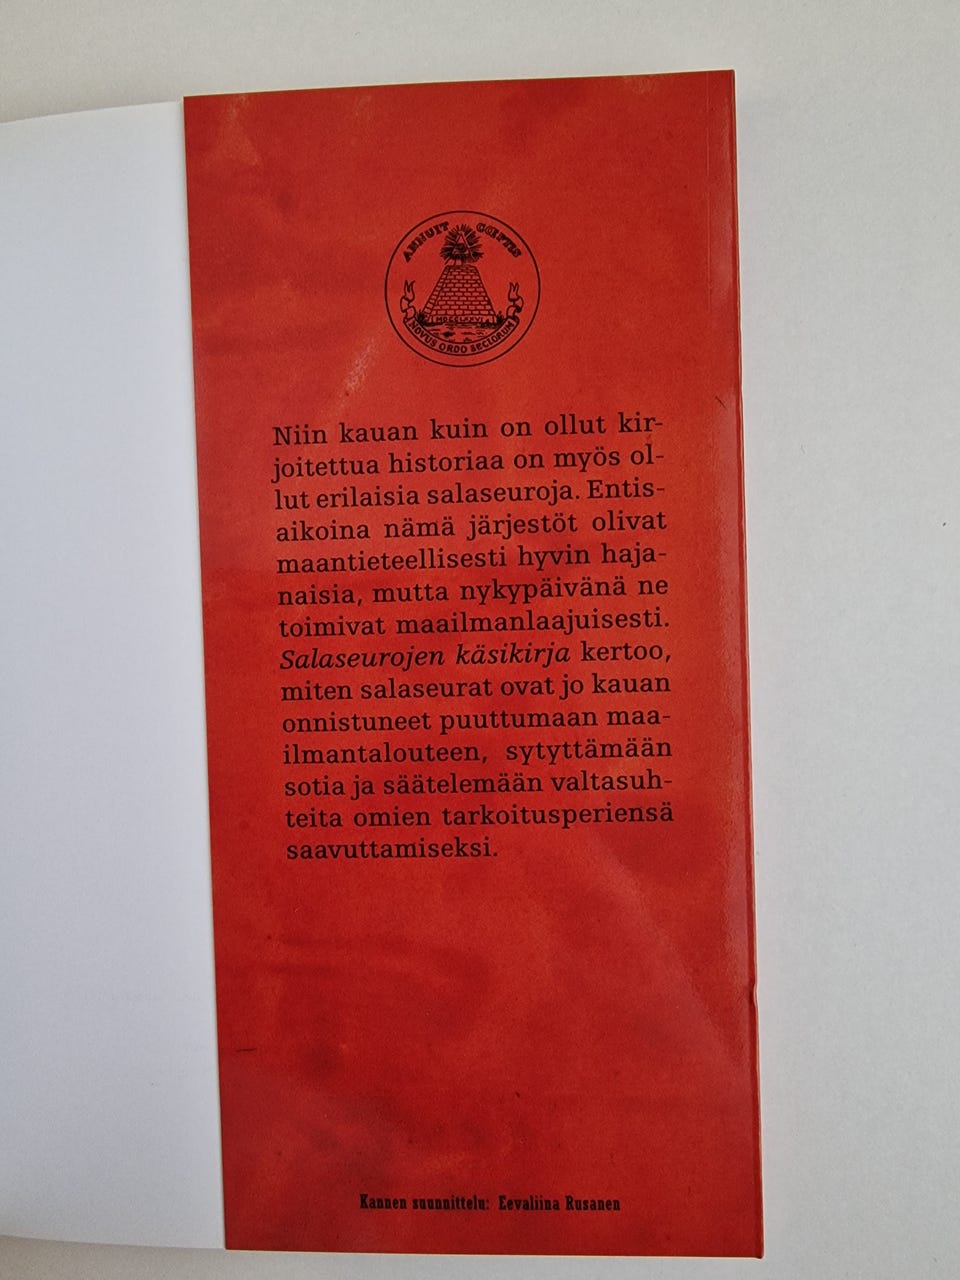 ANNUIT CŒPTIS
MDCCLXXVI
NOVUS ORDO SECLORUM
Niin kauan kuin on ollut kir-
joitettua historiaa on myös ol-
lut erilaisia salaseuroja. Entis-
aikoina nämä järjestöt olivat
maantieteellisesti hyvin haja-
naisia, mutta nykypäivänä ne
toimivat maailmanlaajuisesti.
Salaseurojen käsikirja kertoo,
miten salaseurat ovat jo kauan
onnistuneet puuttumaan maa-
ilmantalouteen, sytyttämään
sotia ja säätelemään valtasuh-
teita omien tarkoitusperiensä
saavuttamiseksi.
Kannen suunnittelu: Eevaliina Rusanen